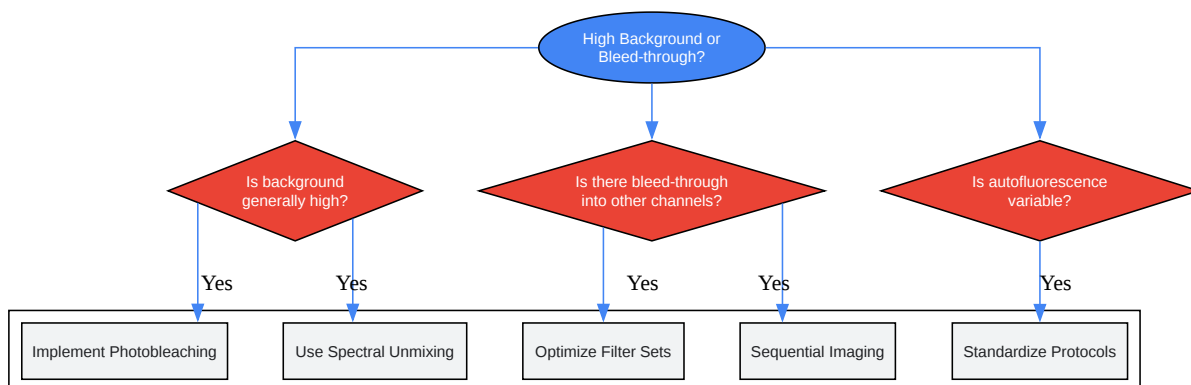 High Background or
Bleed-through?
Is background
generally high?
Is there bleed-through
into other channels?
Is autofluorescence
variable?
Yes
Yes
Yes
Yes
Yes
Implement Photobleaching
Use Spectral Unmixing
Optimize Filter Sets
Sequential Imaging
Standardize Protocols